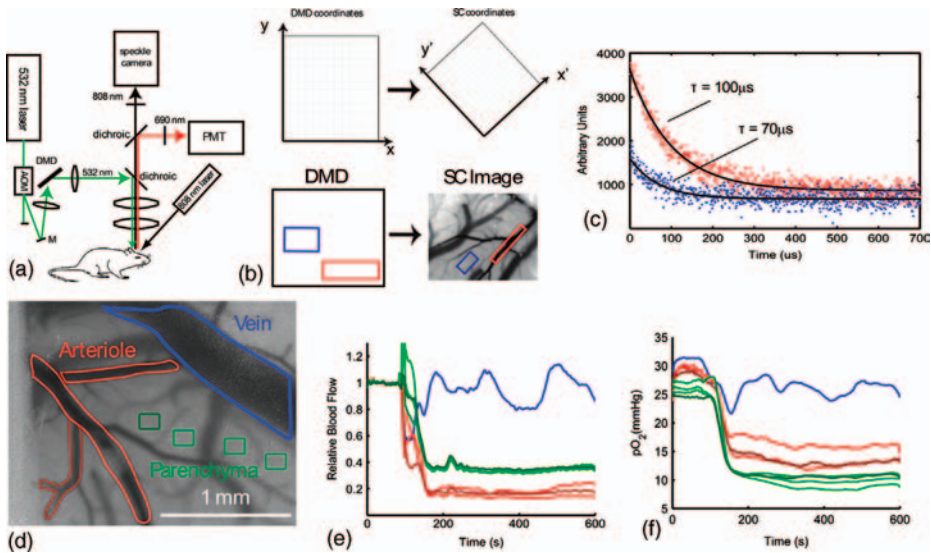 speckle
camera
532 nm laser
808 nm
dichroic
690 nm
PMT
DMD
AOM
532 nm
dichroic
808 nm laser
M
(a)
DMD coordinates
SC coordinates
y
x
y'
x'
DMD
SC Image
(b)
4000
3000
2000
1000
Arbitrary Units
τ = 100μs
τ = 70μs
0 100 200 300 400 500 600 70C
Time (us)
(c)
Vein
Arteriole
Parenchyma
1 mm
(d)
1.2
1
0.8
0.6
0.4
0.2
Relative Blood Flow
0 200 400 600
Time (s)
(e)
35
30
25
20
15
10
5
pO2(mmHg)
0 200 400 600
Time (s)
(f)